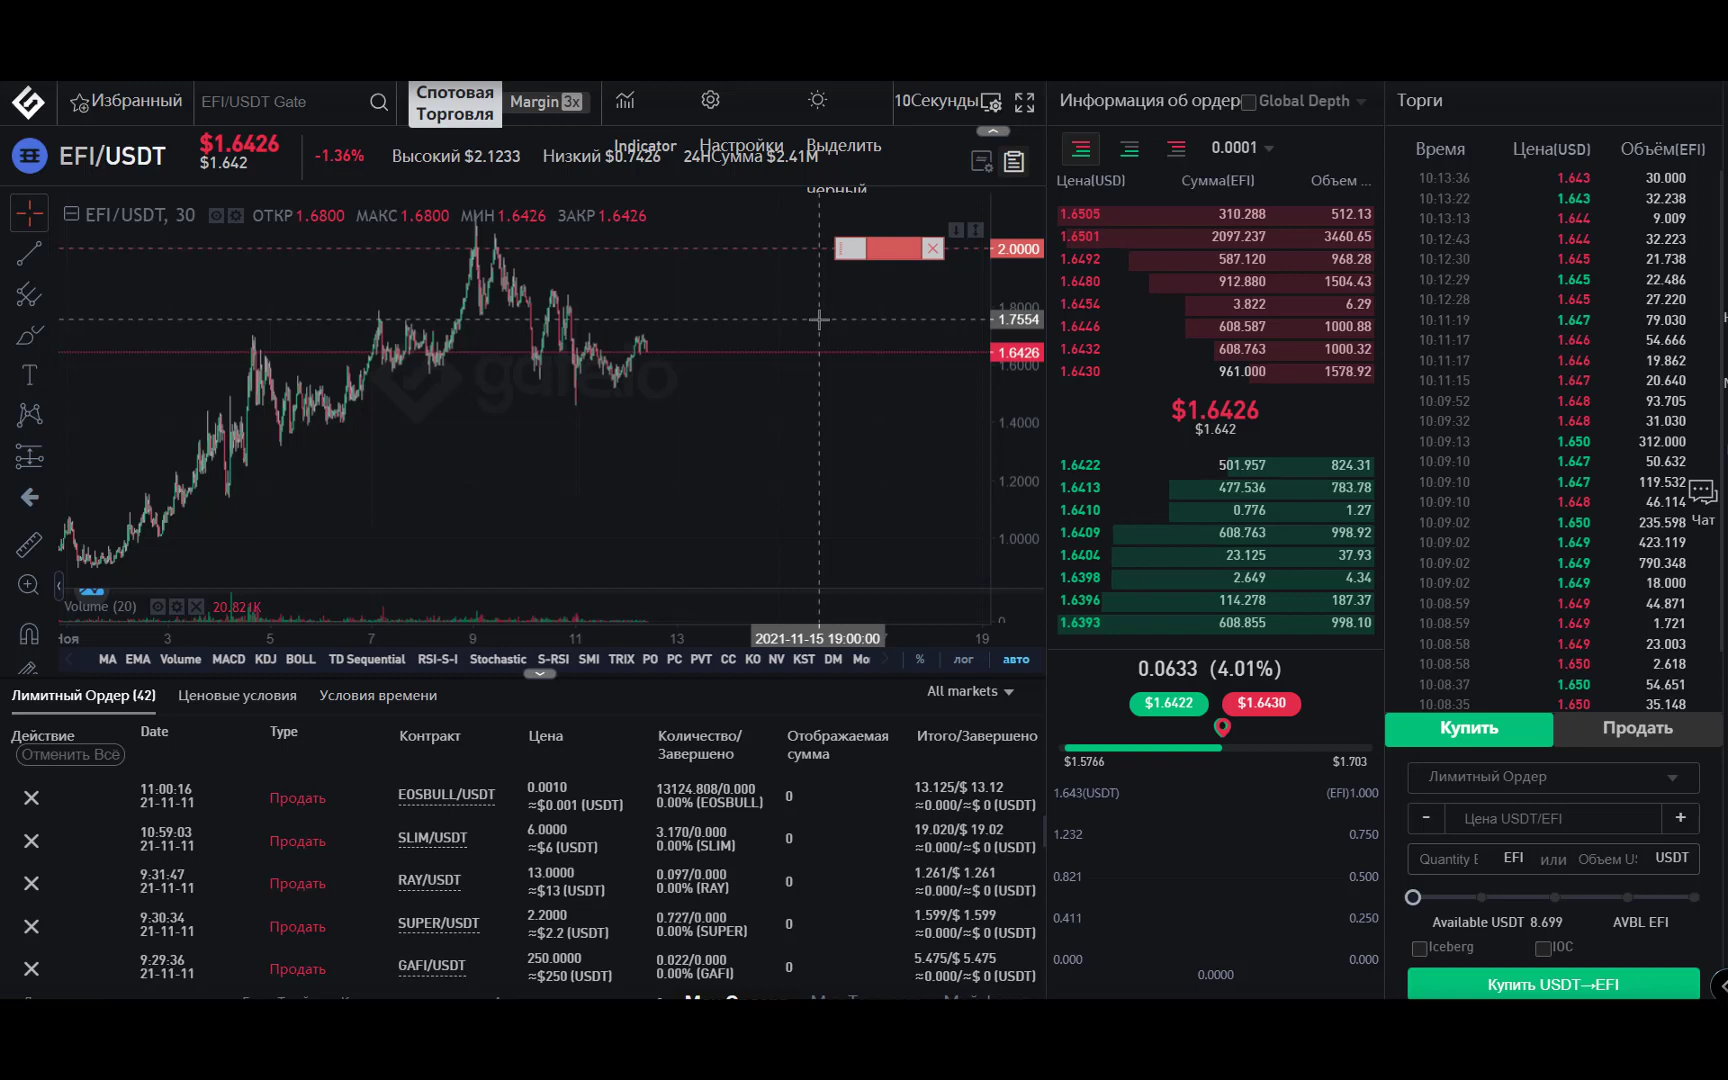 Избранный
EFI/USDT Gate
Спотовая
Торговля
Margin 3x
10Секунды
Информация об ордер
Global Depth
Торги
EFI/USDT
$1.6426
$1.642
-1.36%
Высокий $2.1233
Низкий $0.7426
24HСумма $2.41M
Indicator
Настройки
Выделить
EFI/USDT, 30
ОТКР 1.6800
МАКС 1.6800
МИН 1.6426
ЗАКР 1.6426
2.0000
1.8000
1.7554
1.6426
1.6000
1.4000
1.2000
1.0000
gate.io
Volume (20)
20.821K
Ноя
3
5
7
9
11
13
2021-11-15 19:00:00
19
MA EMA Volume MACD KDJ BOLL TD Sequential RSI-S-I Stochastic S-RSI SMI TRIX PO PC PVT CC KO NV KST DM
%
лог
авто
0.0001
Цена(USD) Сумма(EFI) Объем ...
1.6505 310.288 512.13
1.6501 2097.237 3460.65
1.6492 587.120 968.28
1.6480 912.880 1504.43
1.6454 3.822 6.29
1.6446 608.587 1000.88
1.6432 608.763 1000.32
1.6430 961.000 1578.92
$1.6426
$1.642
1.6422 501.957 824.31
1.6413 477.536 783.78
1.6410 0.776 1.27
1.6409 608.763 998.92
1.6404 23.125 37.93
1.6398 2.649 4.34
1.6396 114.278 187.37
1.6393 608.855 998.10
0.0633 (4.01%)
$1.6422 $1.6430
$1.5766 $1.703
1.643(USDT) (EFI)1.000
1.232 0.750
0.821 0.500
0.411 0.250
0.000 0.000
0.0000
Время Цена(USD) Объём(EFI)
10:13:36 1.643 30.000
10:13:22 1.643 32.238
10:13:13 1.644 9.009
10:12:43 1.644 32.223
10:12:30 1.645 21.738
10:12:29 1.645 22.486
10:12:28 1.645 27.220
10:11:19 1.647 79.030
10:11:17 1.646 54.666
10:11:17 1.646 19.862
10:11:15 1.647 20.640
10:09:52 1.648 93.705
10:09:32 1.648 31.030
10:09:13 1.650 312.000
10:09:10 1.647 50.632
10:09:10 1.647 119.532
10:09:10 1.648 46.114
10:09:02 1.650 235.598
10:09:02 1.649 423.119
10:09:02 1.649 790.348
10:09:02 1.649 18.000
10:08:59 1.649 44.871
10:08:59 1.649 1.721
10:08:58 1.649 23.003
10:08:58 1.650 2.618
10:08:37 1.650 54.651
10:08:35 1.650 35.148
Чат
Купить Продать
Лимитный Ордер
- Цена USDT/EFI +
Quantity E EFI или Объем U USDT
Available USDT 8.699 AVBL EFI
Iceberg IOC
Купить USDT→EFI
Лимитный Ордер (42) Ценовые условия Условия времени
All markets
Действие
Отменить Всё
Date
Type
Контракт
Цена
Количество/
Завершено
Отображаемая
сумма
Итого/Завершено
11:00:16
21-11-11
Продать
EOSBULL/USDT
0.0010
≈$0.001 (USDT)
13124.808/0.000
0.00% (EOSBULL)
0
13.125/$ 13.12
≈0.000/≈$ 0 (USDT)
10:59:03
21-11-11
Продать
SLIM/USDT
6.0000
≈$6 (USDT)
3.170/0.000
0.00% (SLIM)
0
19.020/$ 19.02
≈0.000/≈$ 0 (USDT)
9:31:47
21-11-11
Продать
RAY/USDT
13.0000
≈$13 (USDT)
0.097/0.000
0.00% (RAY)
0
1.261/$ 1.261
≈0.000/≈$ 0 (USDT)
9:30:34
21-11-11
Продать
SUPER/USDT
2.2000
≈$2.2 (USDT)
0.727/0.000
0.00% (SUPER)
0
1.599/$ 1.599
≈0.000/≈$ 0 (USDT)
9:29:36
21-11-11
Продать
GAFI/USDT
250.0000
≈$250 (USDT)
0.022/0.000
0.00% (GAFI)
0
5.475/$ 5.475
≈0.000/≈$ 0 (USDT)